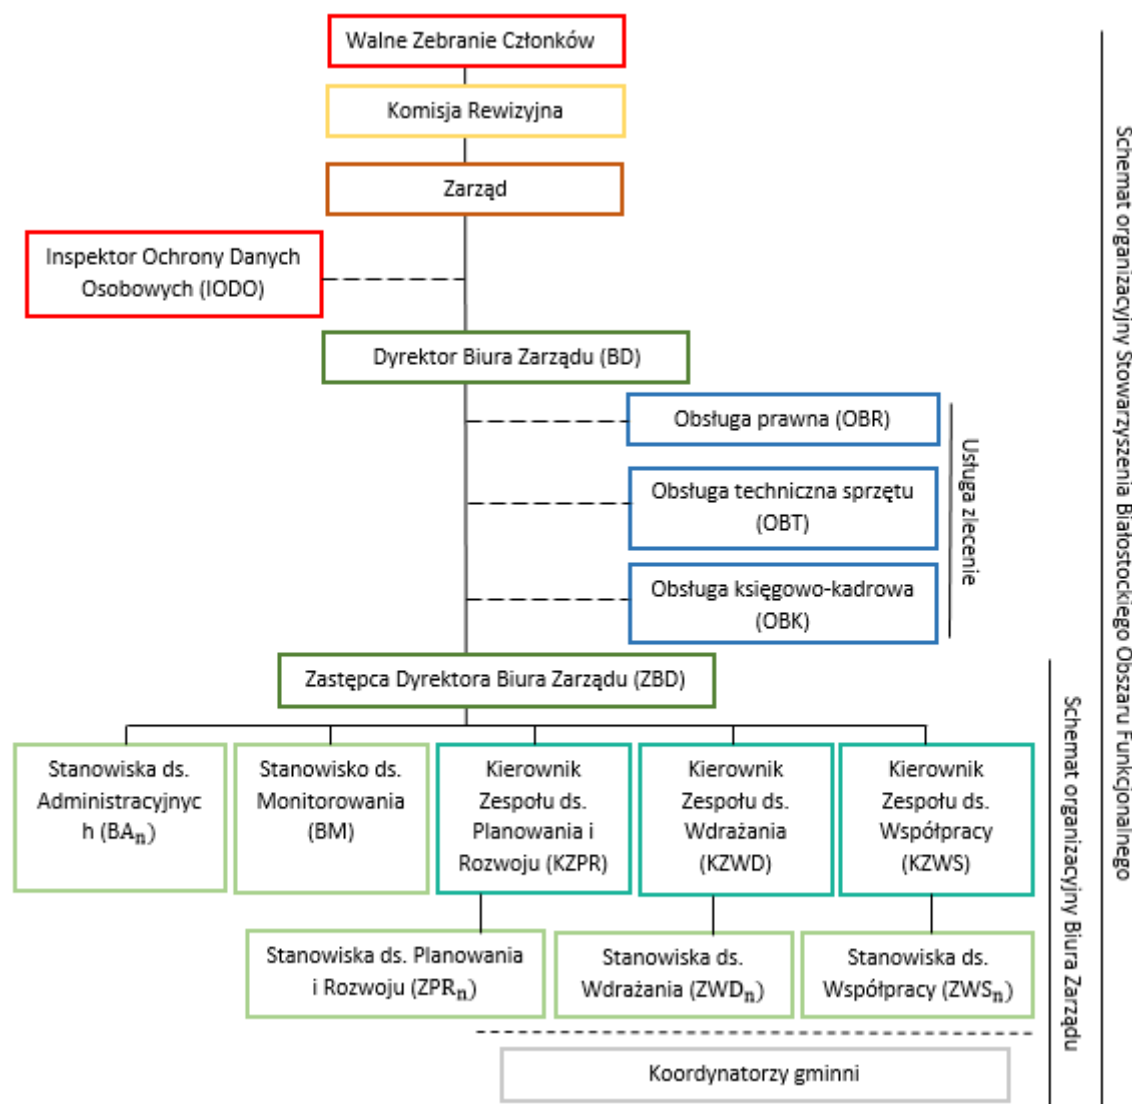 Walne Zebranie Członków
Komisja Rewizyjna
Zarząd
Inspektor Ochrony Danych
Osobowych (IODO)
Dyrektor Biura Zarządu (BD)
Obsługa prawna (OBR)
Obsługa techniczna sprzętu
(OBT)
Obsługa księgowo-kadrowa
(OBK)
Usługa zlecenie
Zastępca Dyrektora Biura Zarządu (ZBD)
Stanowiska ds.
Administracyjnyc
h (BAn)
Stanowisko ds.
Monitorowania
(BM)
Kierownik
Zespołu ds.
Planowania i
Rozwoju (KZPR)
Kierownik
Zespołu ds.
Wdrażania
(KZWD)
Kierownik
Zespołu ds.
Współpracy
(KZWS)
Stanowiska ds. Planowania
i Rozwoju (ZPRn)
Stanowiska ds.
Wdrażania (ZWDn)
Stanowiska ds.
Współpracy (ZWSn)
Koordynatorzy gminni
Schemat organizacyjny Biura Zarządu
Schemat organizacyjny Stowarzyszenia Białostockiego Obszaru Funkcjonalnego